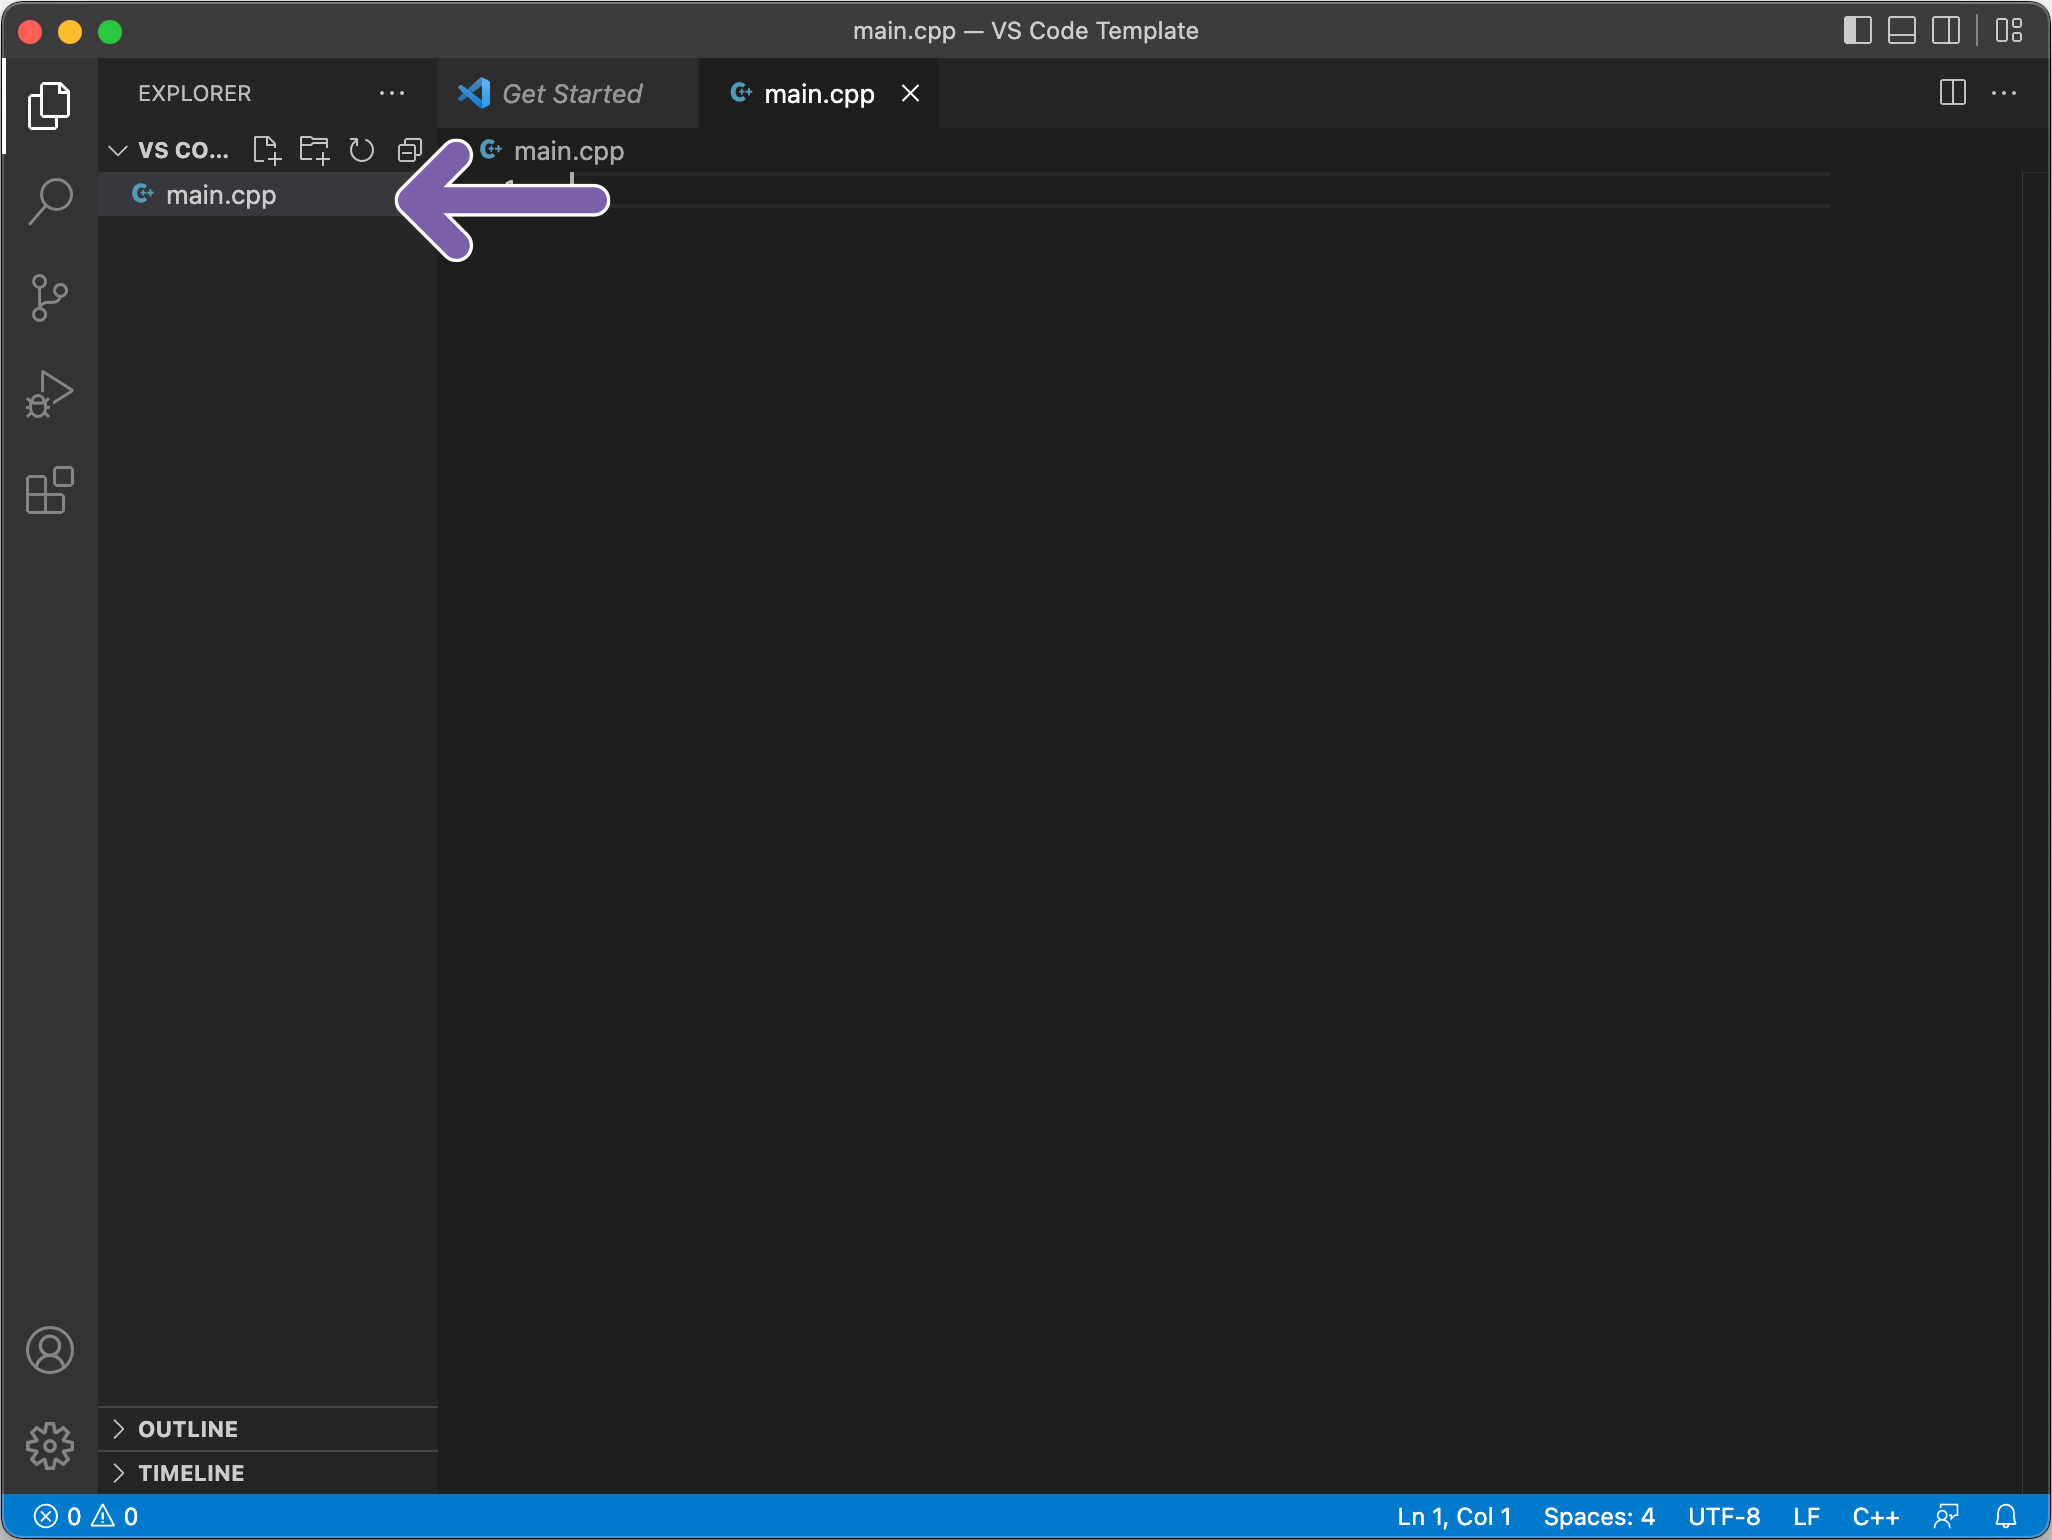 main.cpp — VS Code Template
EXPLORER
Get Started
main.cpp
VS CO...
main.cpp
main.cpp
OUTLINE
TIMELINE
0 0
Ln 1, Col 1 Spaces: 4 UTF-8 LF C++